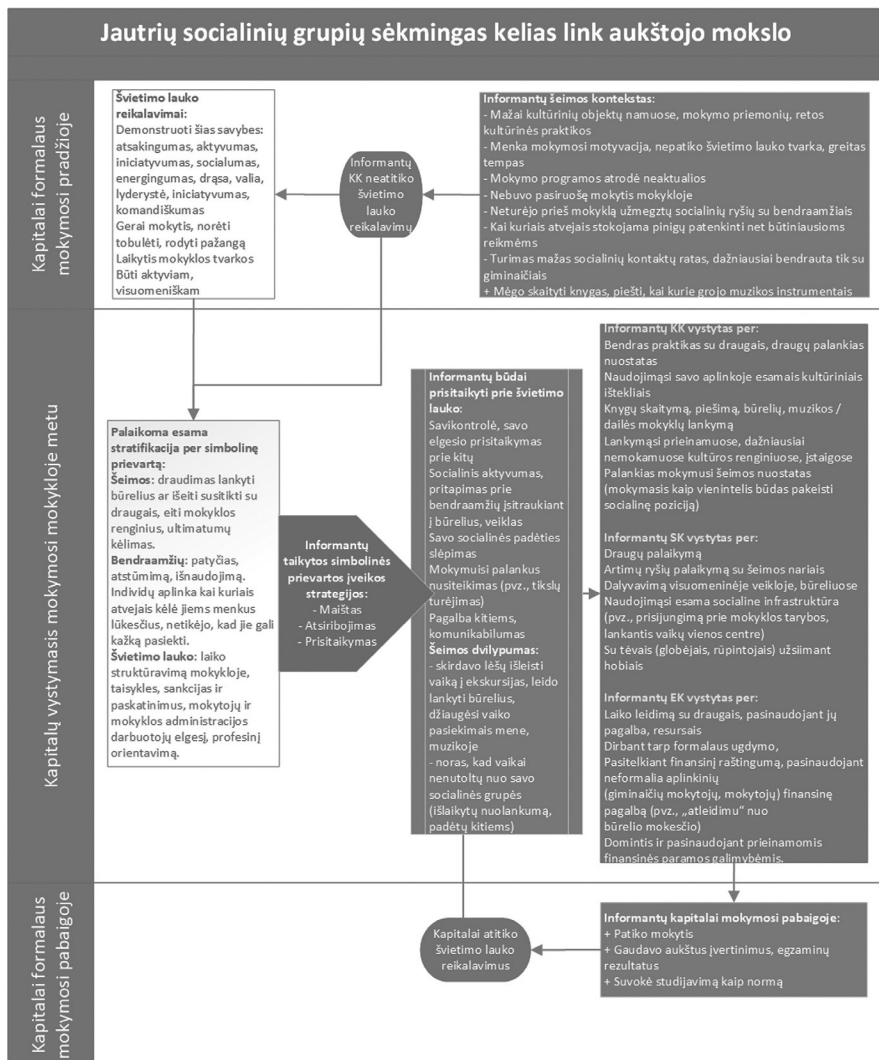 Jautrių socialinių grupių sėkmingas kelias link aukštojo mokslo
Kapitalai formalaus
mokymosi pradžioje
Švietimo lauko
reikalavimai:
Demonstruoti šias savybes:
atsakingumas, aktyvumas,
iniciatyvumas, socialumas,
energingumas, drąsa, valia,
lyderystė, iniciatyvumas,
komandiškumas
Gerai mokytis, norėti
tobulėti, rodyti pažangą
Laikytis mokyklos tvarkos
Būti aktyviam,
visuomeniškam
Informantų
KK neatitiko
švietimo
lauko
reikalavimų
Informantų šeimos kontekstas:
- Mažai kultūrinių objektų namuose, mokymo priemonių, retos
kultūrinės praktikos
- Menka mokymosi motyvacija, nepatiko švietimo lauko tvarka, greitas
tempas
- Mokymo programos atrodė neaktualios
- Nebuvo pasiruošę mokytis mokykloje
- Neturėjo prieš mokyklą užmegztų socialinių ryšių su bendraamžiais
- Kai kuriais atvejais stokojama pinigų patenkinti net būtiniausioms
reikmėms
- Turimas mažas socialinių kontaktų ratas, dažniausiai bendrauta tik su
giminaičiais
+ Mėgo skaityti knygas, piešti, kai kurie grojo muzikos instrumentais
Kapitalų vystymasis mokymosi mokykloje metu
Palaikoma esama
stratifikacija per simbolinę
prievartą:
Šeimos: draudimas lankyti
būrelius ar išeiti susitikti su
draugais, eiti mokyklos
renginius, ultimatumų
kėlimas.
Bendraamžių: patyčias,
atstūmimą, išnaudojimą.
Individų aplinka kai kuriais
atvejais kėlė jiems menkus
lūkesčius, netikėjo, kad jie gali
kažką pasiekti.
Švietimo lauko: laiko
struktūravimą mokykloje,
taisykles, sankcijas ir
paskatinimus, mokytojų ir
mokyklos administracijos
darbuotojų elgesį, profesinį
orientavimą.
Informantų
taikytos simbolinės
prievartos įveikos
strategijos:
- Maištas
- Atsiribojimas
- Prisitaikymas
Informantų būdai
prisitaikyti prie švietimo
lauko:
Savikontrolė, savo
elgesio prisitaikymas
prie kitų
Socialinis aktyvumas,
pritapimas prie
bendraamžių įsitraukiant
į būrelius, veiklas
Savo socialinės padėties
slėpimas
Mokymuisi palankus
nusiteikimas (pvz., tikslų
turėjimas)
Pagalba kitiems,
komunikabilumas
Šeimos dvilypumas:
- skirdavo lėšų išleisti
vaiką į ekskursijas, leido
lankyti būrelius,
džiaugėsi vaiko
pasiekimais mene,
muzikoje
- noras, kad vaikai
nenutoltų nuo savo
socialinės grupės
(išlaikytų nuolankumą,
padėtų kitiems)
Informantų KK vystytas per:
Bendras praktikas su draugais, draugų palankias
nuostatas
Naudojimąsi savo aplinkoje esamais kultūriniais
ištekliais
Knygų skaitymą, piešimą, būrelių, muzikos /
dailės mokyklų lankymą
Lankymąsi prieinamuose, dažniausiai
nemokamuose kultūros renginiuose, įstaigose
Palankias mokymusi šeimos nuostatas
(mokymasis kaip vienintelis būdas pakeisti
socialinę poziciją)
Informantų SK vystytas per:
Draugų palaikymą
Artimų ryšių palaikymą su šeimos nariais
Dalyvavimą visuomeninėje veikloje, būreliuose
Naudojimąsi esama socialine infrastruktūra
(pvz., prisijungimą prie mokyklos tarybos,
lankantis vaikų vienos centre)
Su tėvais (globėjais, rūpintojais) užsiimant
hobiais
Informantų EK vystytas per:
Laiko leidimą su draugais, pasinaudojant jų
pagalba, resursais
Dirbant tarp formalaus ugdymo,
Pasitelkiant finansinį raštingumą, pasinaudojant
neformalia aplinkinių
(giminaičių mokytojų, mokytojų) finansinę
pagalbą (pvz., „atleidimu“ nuo
būrelio mokesčio)
Domintis ir pasinaudojant prieinamomis
finansinės paramos galimybėmis.
Kapitalai formalaus
mokymosi pabaigoje
Kapitalai atitiko
švietimo lauko
reikalavimus
Informantų kapitalai mokymosi pabaigoje:
+ Patiko mokytis
+ Gaudavo aukštus įvertinimus, egzaminų
rezultatus
+ Suvokė studijavimą kaip normą